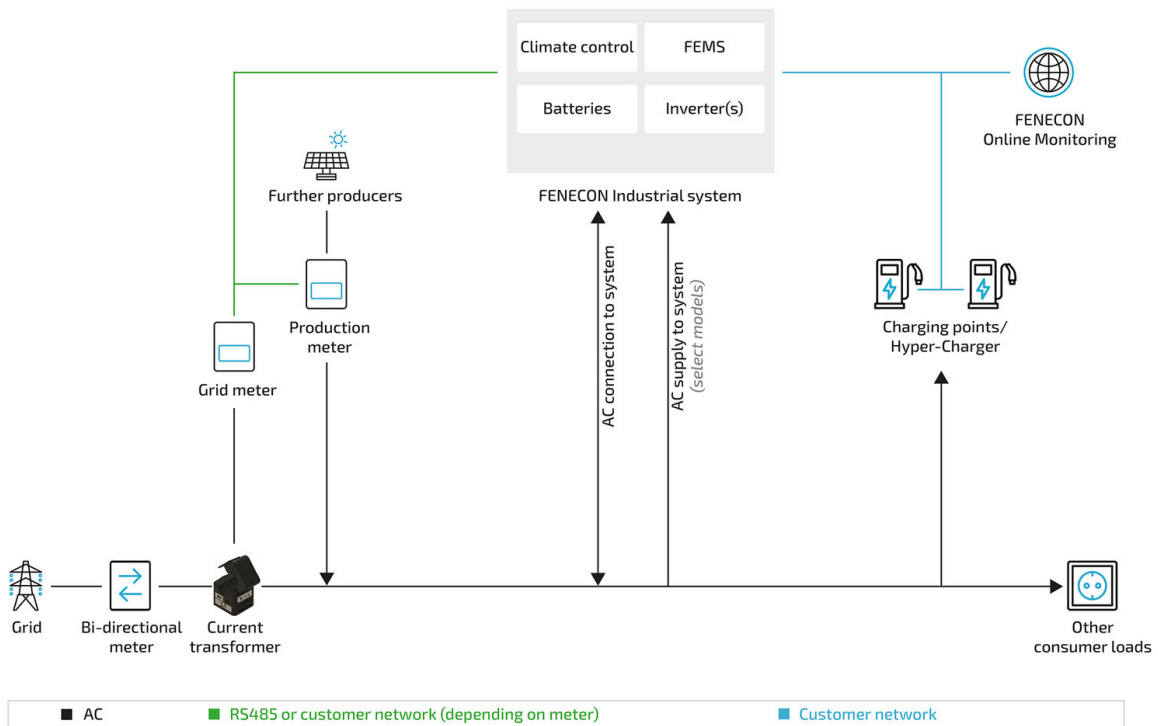 Climate control
FEMS
Batteries
Inverter(s)
FENECON
Online Monitoring
Further producers
FENECON Industrial system
AC connection to system
AC supply to system
(select models)
Production
meter
Charging points/
Hyper-Charger
Grid meter
Grid
Bi-directional
meter
Current
transformer
Other
consumer loads
AC
RS485 or customer network (depending on meter)
Customer network